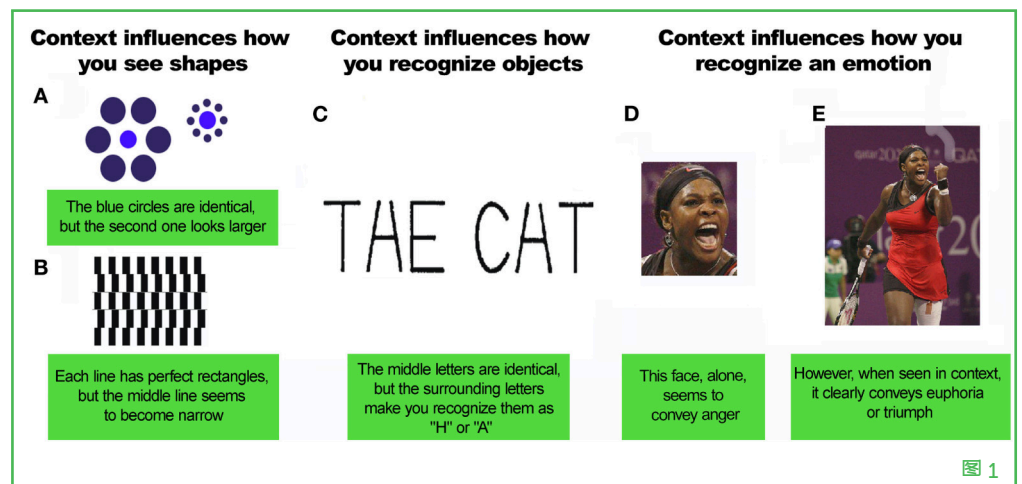 Context influences how
you see shapes
A
The blue circles are identical,
but the second one looks larger
B
Each line has perfect rectangles,
but the middle line seems
to become narrow
Context influences how
you recognize objects
C
TAE CAT
The middle letters are identical,
but the surrounding letters
make you recognize them as
"H" or "A"
Context influences how you
recognize an emotion
D
This face, alone,
seems to
convey anger
E
However, when seen in context,
it clearly conveys euphoria
or triumph
图 1